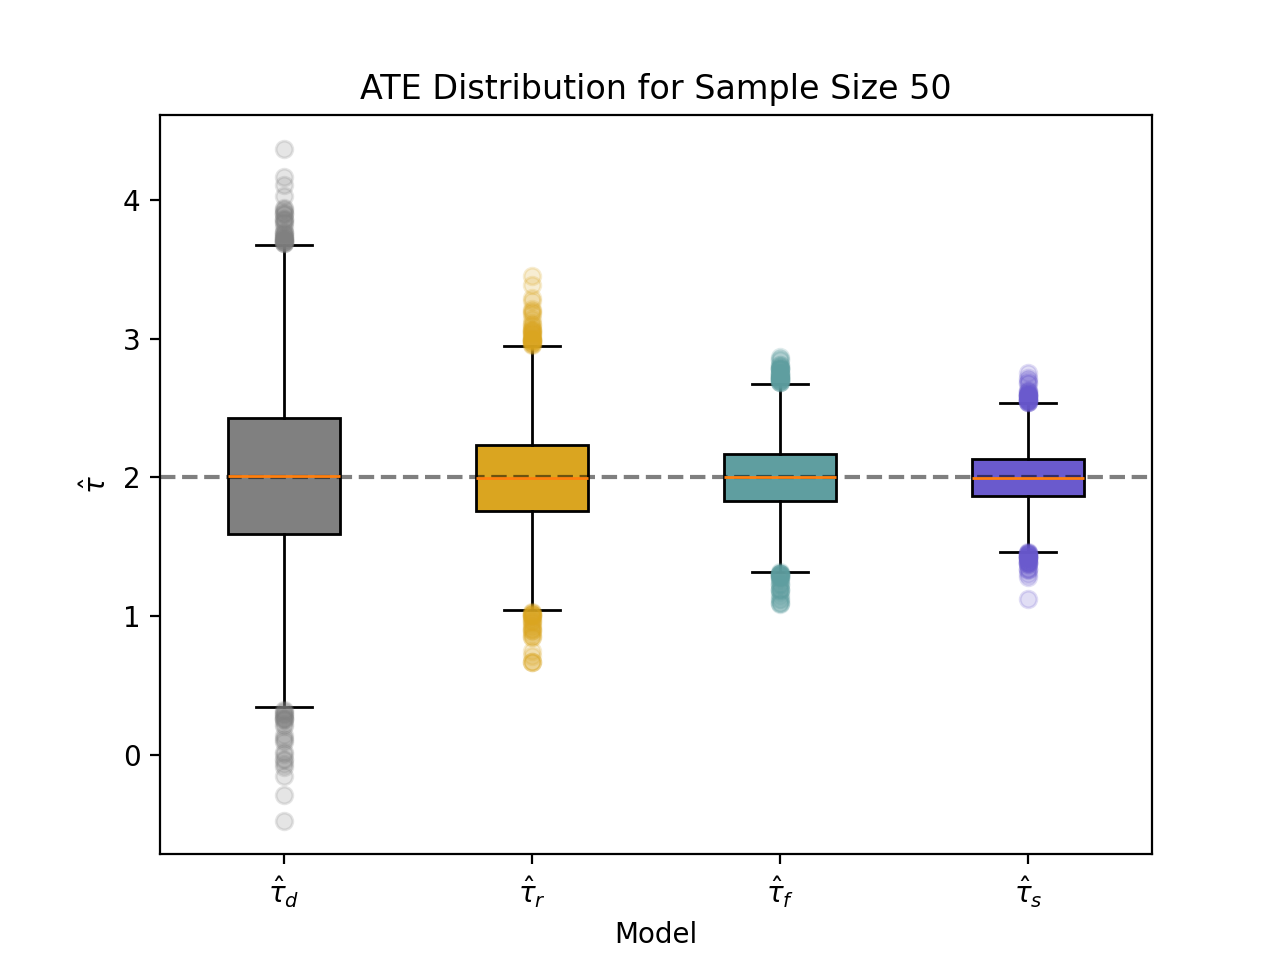 ATE Distribution for Sample Size 50
4
3
2
1
0
τ̂
τ̂_d
τ̂_r
τ̂_f
τ̂_s
Model